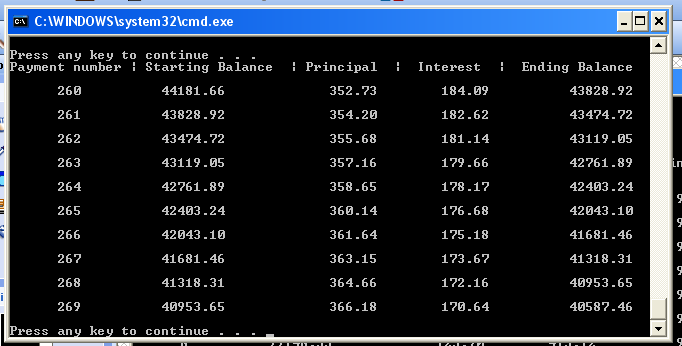 C:\WINDOWS\system32\cmd.exe
Press any key to continue . . .
Payment number | Starting Balance | Principal | Interest | Ending Balance
260 44181.66 352.73 184.09 43828.92
261 43828.92 354.20 182.62 43474.72
262 43474.72 355.68 181.14 43119.05
263 43119.05 357.16 179.66 42761.89
264 42761.89 358.65 178.17 42403.24
265 42403.24 360.14 176.68 42043.10
266 42043.10 361.64 175.18 41681.46
267 41681.46 363.15 173.67 41318.31
268 41318.31 364.66 172.16 40953.65
269 40953.65 366.18 170.64 40587.46
Press any key to continue . . . _